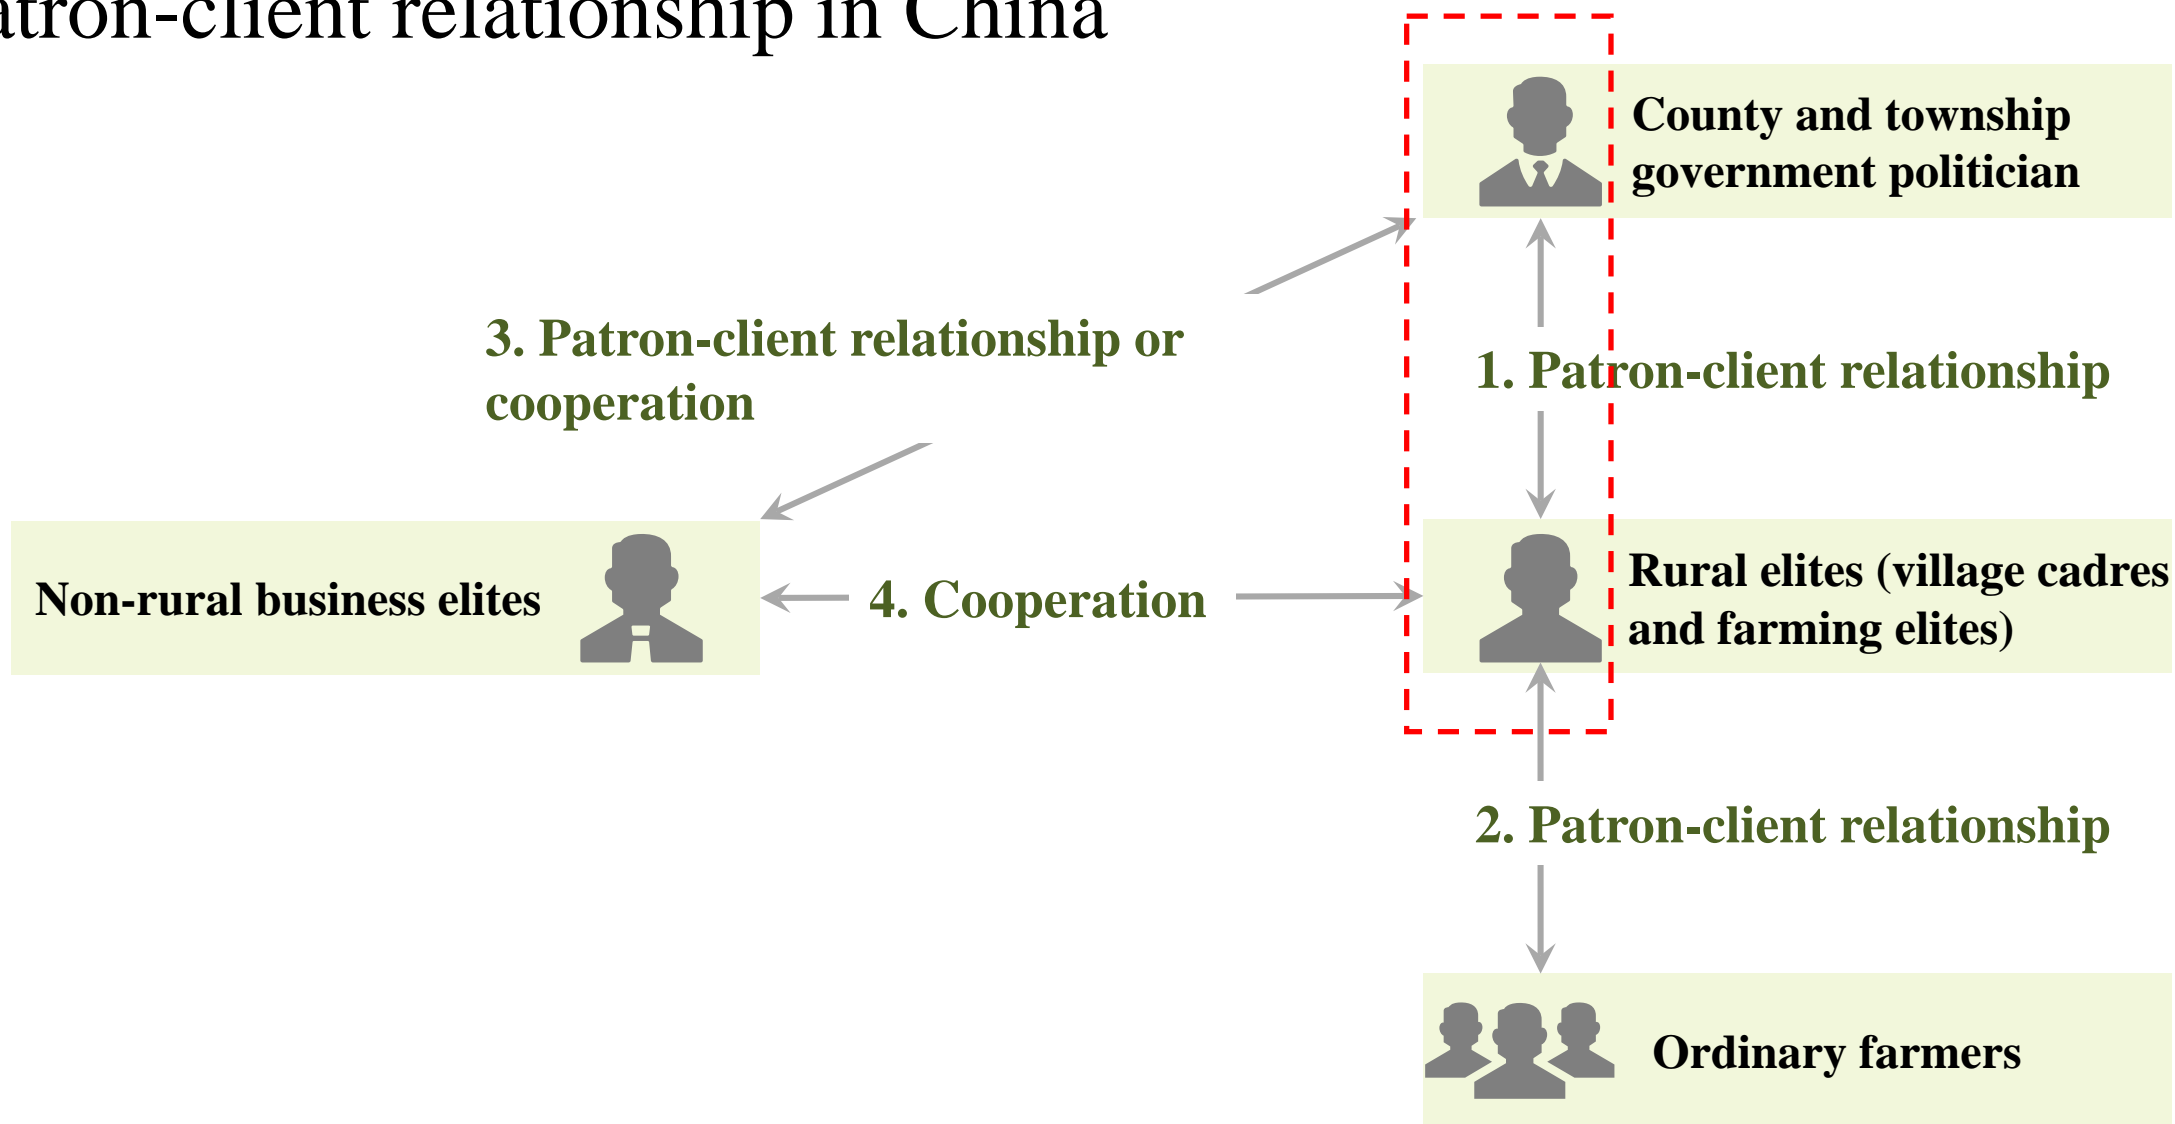 atron-client relationship in China
County and township
government politician
3. Patron-client relationship or
cooperation
1. Patron-client relationship
Non-rural business elites
4. Cooperation
Rural elites (village cadres
and farming elites)
2. Patron-client relationship
Ordinary farmers